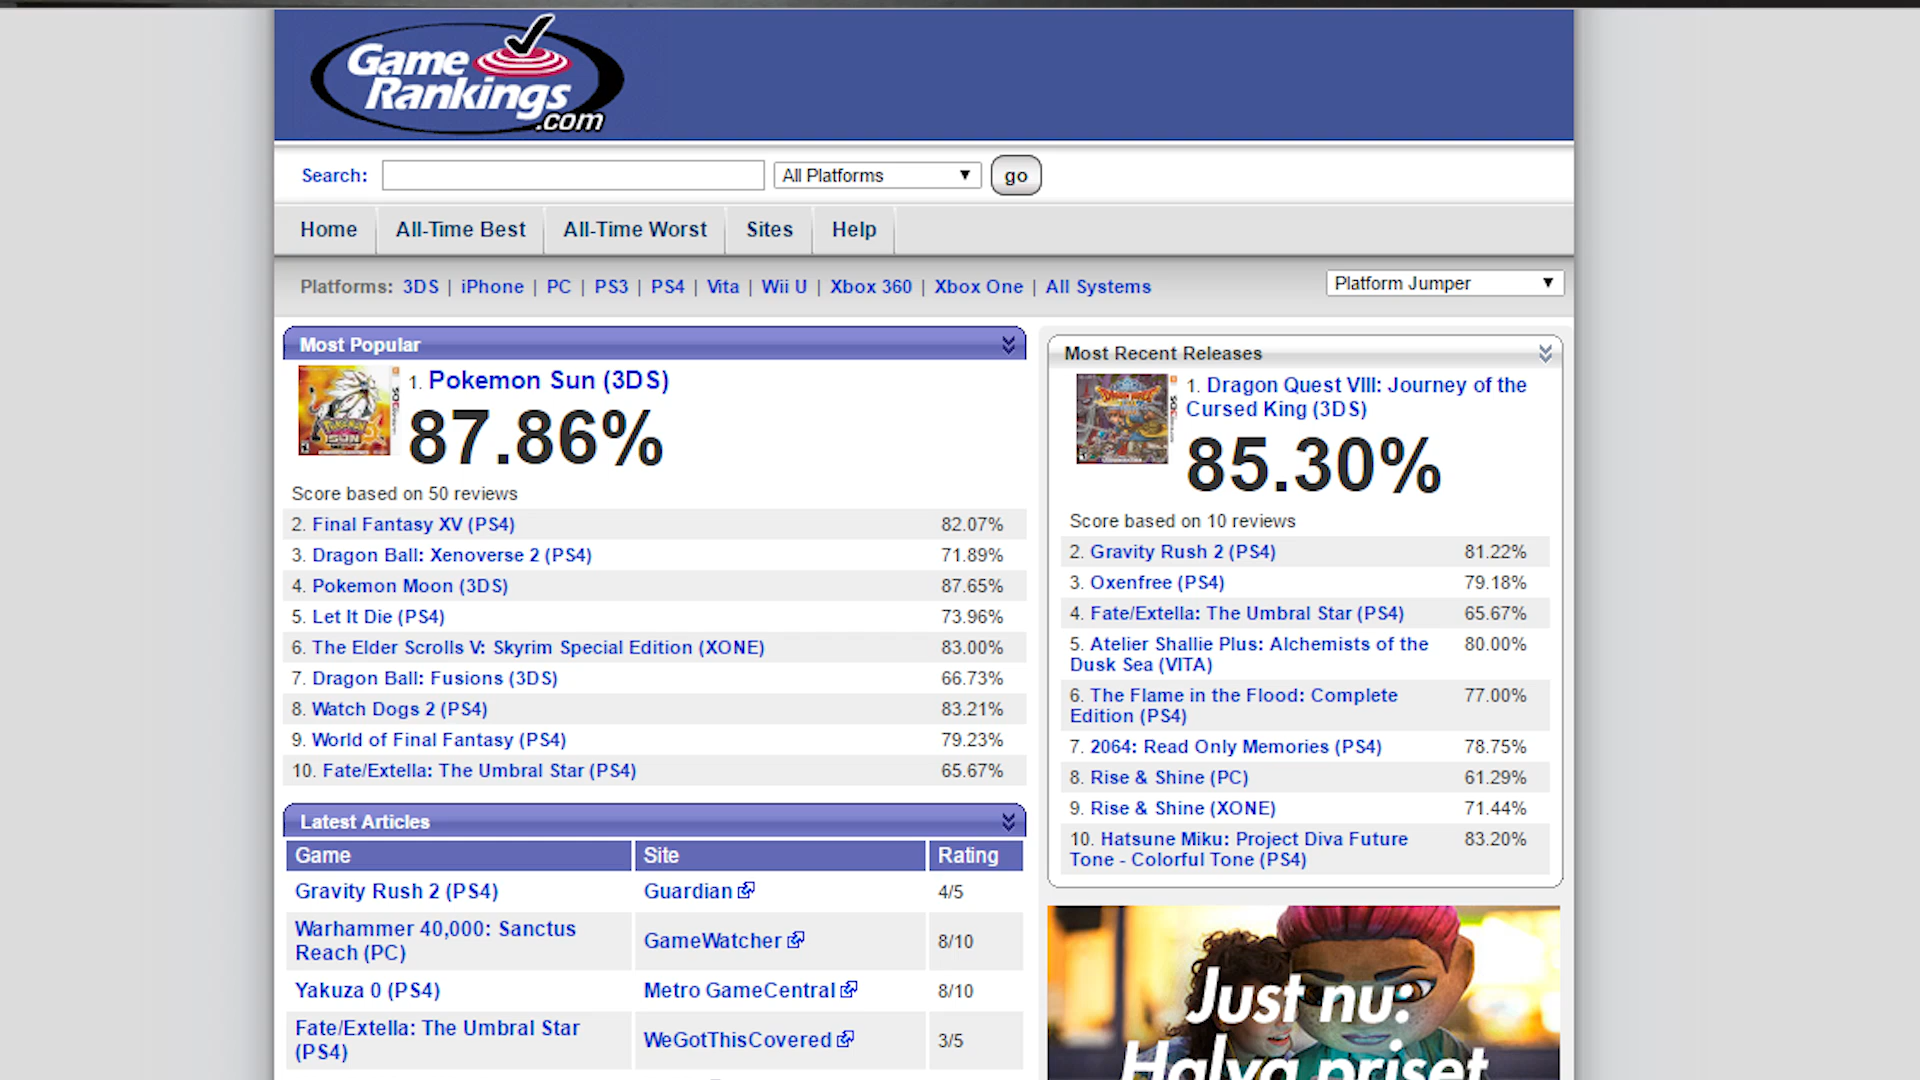 Game
Rankings
.com
Search:
All Platforms
go
Home
All-Time Best
All-Time Worst
Sites
Help
Platforms: 3DS | iPhone | PC | PS3 | PS4 | Vita | Wii U | Xbox 360 | Xbox One | All Systems
Platform Jumper
Most Popular
1. Pokemon Sun (3DS)
87.86%
Score based on 50 reviews
2. Final Fantasy XV (PS4) 82.07%
3. Dragon Ball: Xenoverse 2 (PS4) 71.89%
4. Pokemon Moon (3DS) 87.65%
5. Let It Die (PS4) 73.96%
6. The Elder Scrolls V: Skyrim Special Edition (XONE) 83.00%
7. Dragon Ball: Fusions (3DS) 66.73%
8. Watch Dogs 2 (PS4) 83.21%
9. World of Final Fantasy (PS4) 79.23%
10. Fate/Extella: The Umbral Star (PS4) 65.67%
Latest Articles
Game Site Rating
Gravity Rush 2 (PS4) Guardian 4/5
Warhammer 40,000: Sanctus
Reach (PC) GameWatcher 8/10
Yakuza 0 (PS4) Metro GameCentral 8/10
Fate/Extella: The Umbral Star
(PS4) WeGotThisCovered 3/5
Most Recent Releases
1. Dragon Quest VIII: Journey of the
Cursed King (3DS)
85.30%
Score based on 10 reviews
2. Gravity Rush 2 (PS4) 81.22%
3. Oxenfree (PS4) 79.18%
4. Fate/Extella: The Umbral Star (PS4) 65.67%
5. Atelier Shallie Plus: Alchemists of the 80.00%
Dusk Sea (VITA)
6. The Flame in the Flood: Complete 77.00%
Edition (PS4)
7. 2064: Read Only Memories (PS4) 78.75%
8. Rise & Shine (PC) 61.29%
9. Rise & Shine (XONE) 71.44%
10. Hatsune Miku: Project Diva Future 83.20%
Tone - Colorful Tone (PS4)
Just nu:
Halva priset